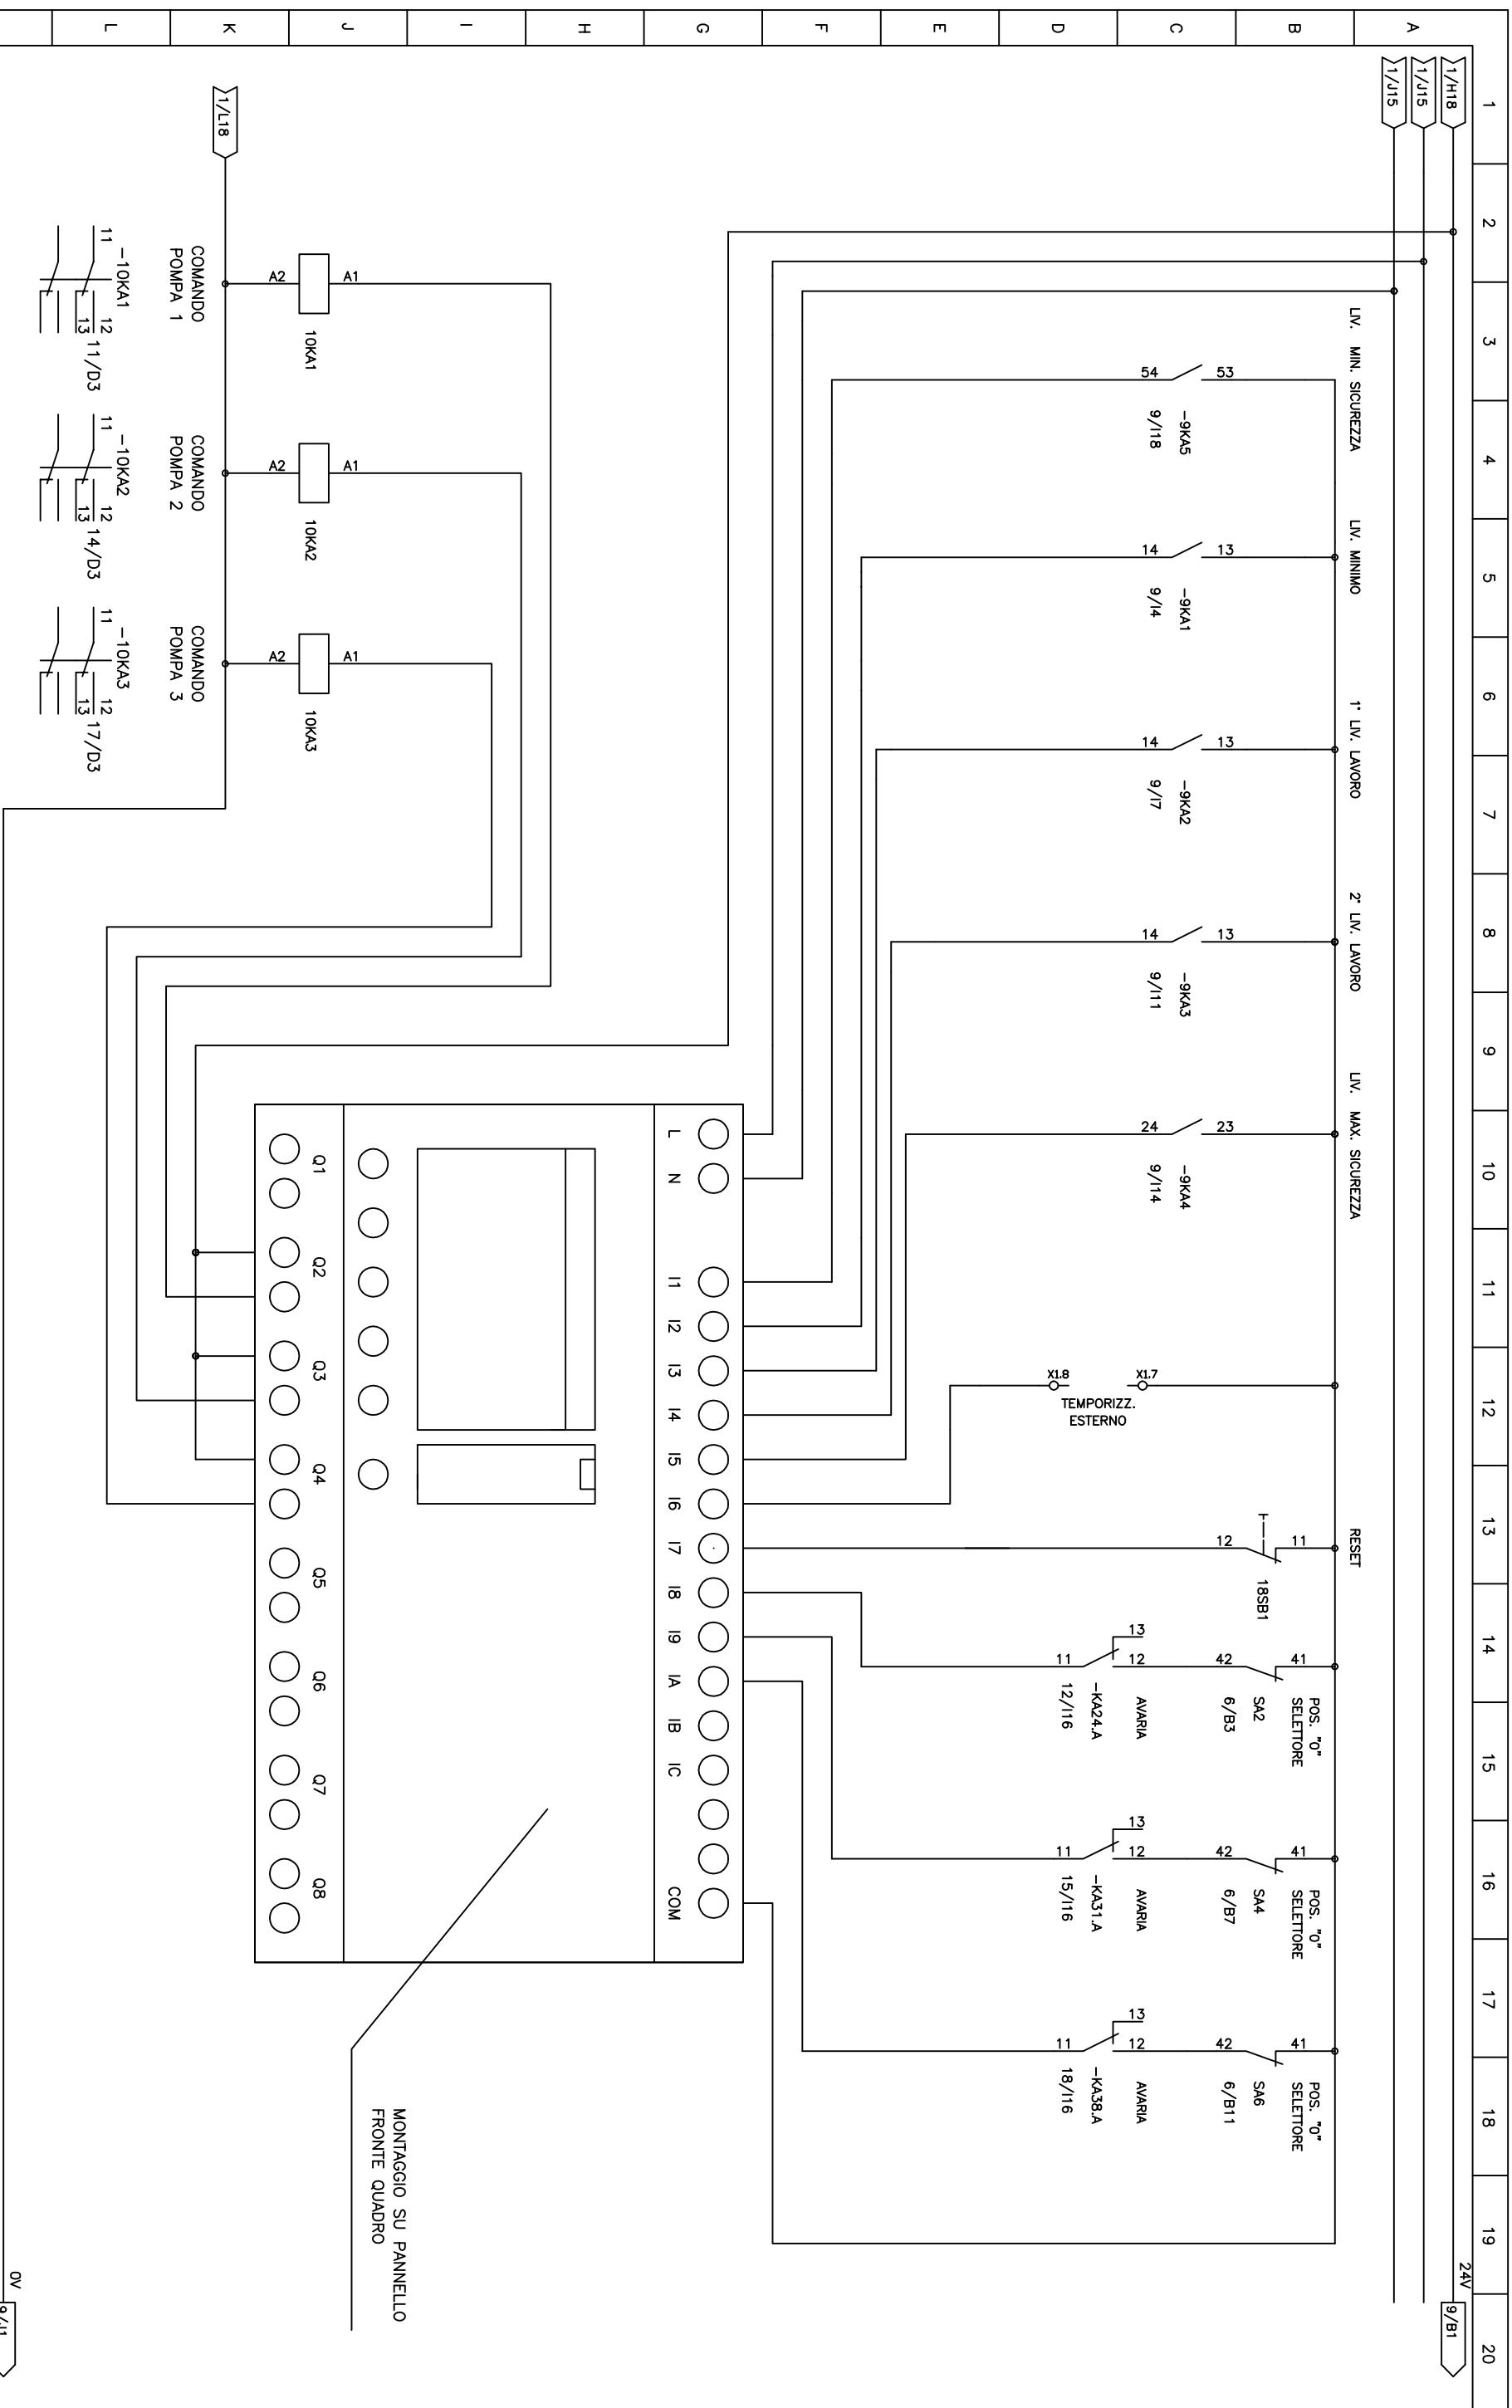 1 2 3 4 5 6 7 8 9 10 11 12 13 14 15 16 17 18 19 20
A
B
C
D
E
F
G
H
I
J
K
L
1/H18
1/J15
1/J15
24V
9/B1
LIV. MIN. SICUREZZA
LIV. MINIMO
1° LIV. LAVORO
2° LIV. LAVORO
LIV. MAX. SICUREZZA
RESET
53
54
-9KA5
9/I18
13
14
-9KA1
9/I4
13
14
-9KA2
9/I7
13
14
-9KA3
9/I11
23
24
-9KA4
9/I14
X1.7
X1.8
TEMPORIZZ.
ESTERNO
11
12
18SB1
41
42
POS. "0"
SELETTORE
SA2
6/B3
13
12
11
AVARIA
-KA24.A
12/I16
41
42
POS. "0"
SELETTORE
SA4
6/B7
13
12
11
AVARIA
-KA31.A
15/I16
41
42
POS. "0"
SELETTORE
SA6
6/B11
13
12
11
AVARIA
-KA38.A
18/I16
L N I1 I2 I3 I4 I5 I6 I7 I8 I9 IA IB IC COM
Q1 Q2 Q3 Q4 Q5 Q6 Q7 Q8
MONTAGGIO SU PANNELLO
FRONTE QUADRO
1/L18
A1
A2
10KA1
A1
A2
10KA2
A1
A2
10KA3
COMANDO
POMPA 1
COMANDO
POMPA 2
COMANDO
POMPA 3
-10KA1
11
12
13
11/D3
-10KA2
11
12
13
14/D3
-10KA3
11
12
13
17/D3
0V